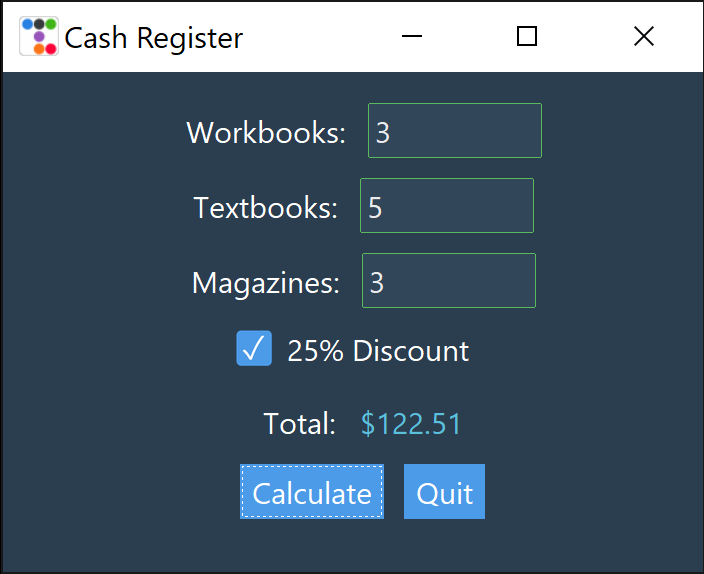 Cash Register
Workbooks: 3
Textbooks: 5
Magazines: 3
✓ 25% Discount
Total: $122.51
Calculate Quit